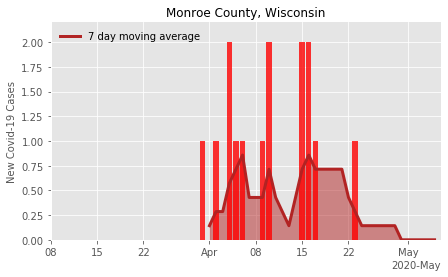 Monroe County, Wisconsin
7 day moving average
New Covid-19 Cases
2.00
1.75
1.50
1.25
1.00
0.75
0.50
0.25
0.00
08 15 22 Apr 08 15 22 May
2020-May